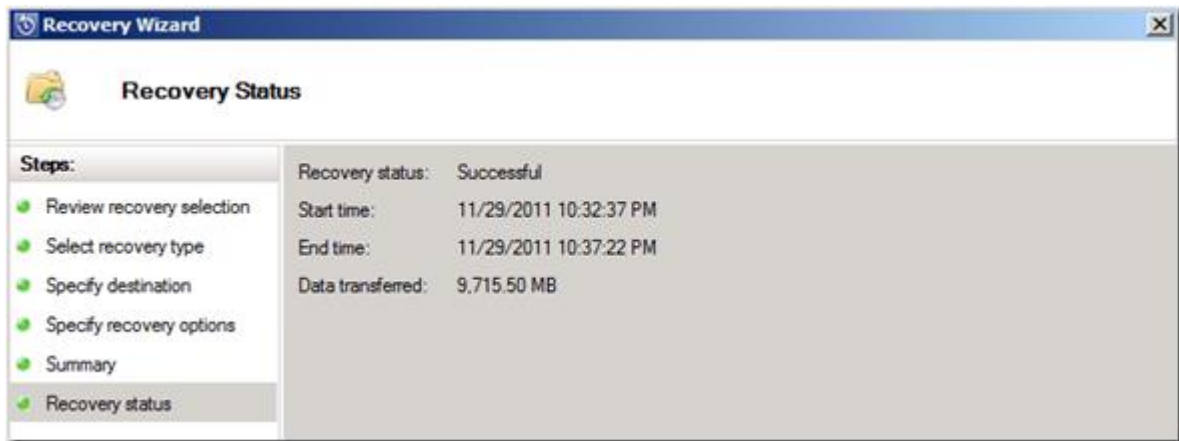 Recovery Wizard
Recovery Status
Steps:
Review recovery selection
Select recovery type
Specify destination
Specify recovery options
Summary
Recovery status
Recovery status: Successful
Start time: 11/29/2011 10:32:37 PM
End time: 11/29/2011 10:37:22 PM
Data transferred: 9,715.50 MB